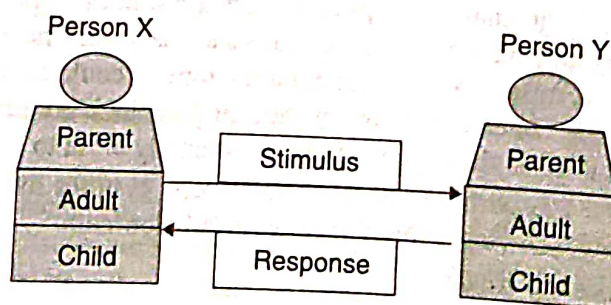 Person X
Person Y
Parent
Stimulus
Parent
Adult
Adult
Child
Response
Child